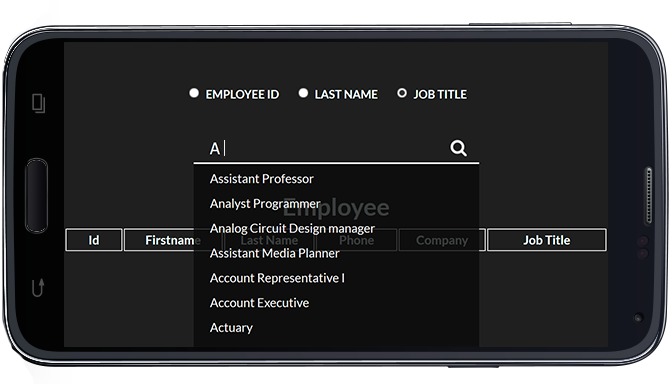 EMPLOYEE ID LAST NAME JOB TITLE
A
Assistant Professor
Analyst Programmer
Employee
Analog Circuit Design manager
Id Firstname Last Name Phone Company Job Title
Assistant Media Planner
Account Representative I
Account Executive
Actuary